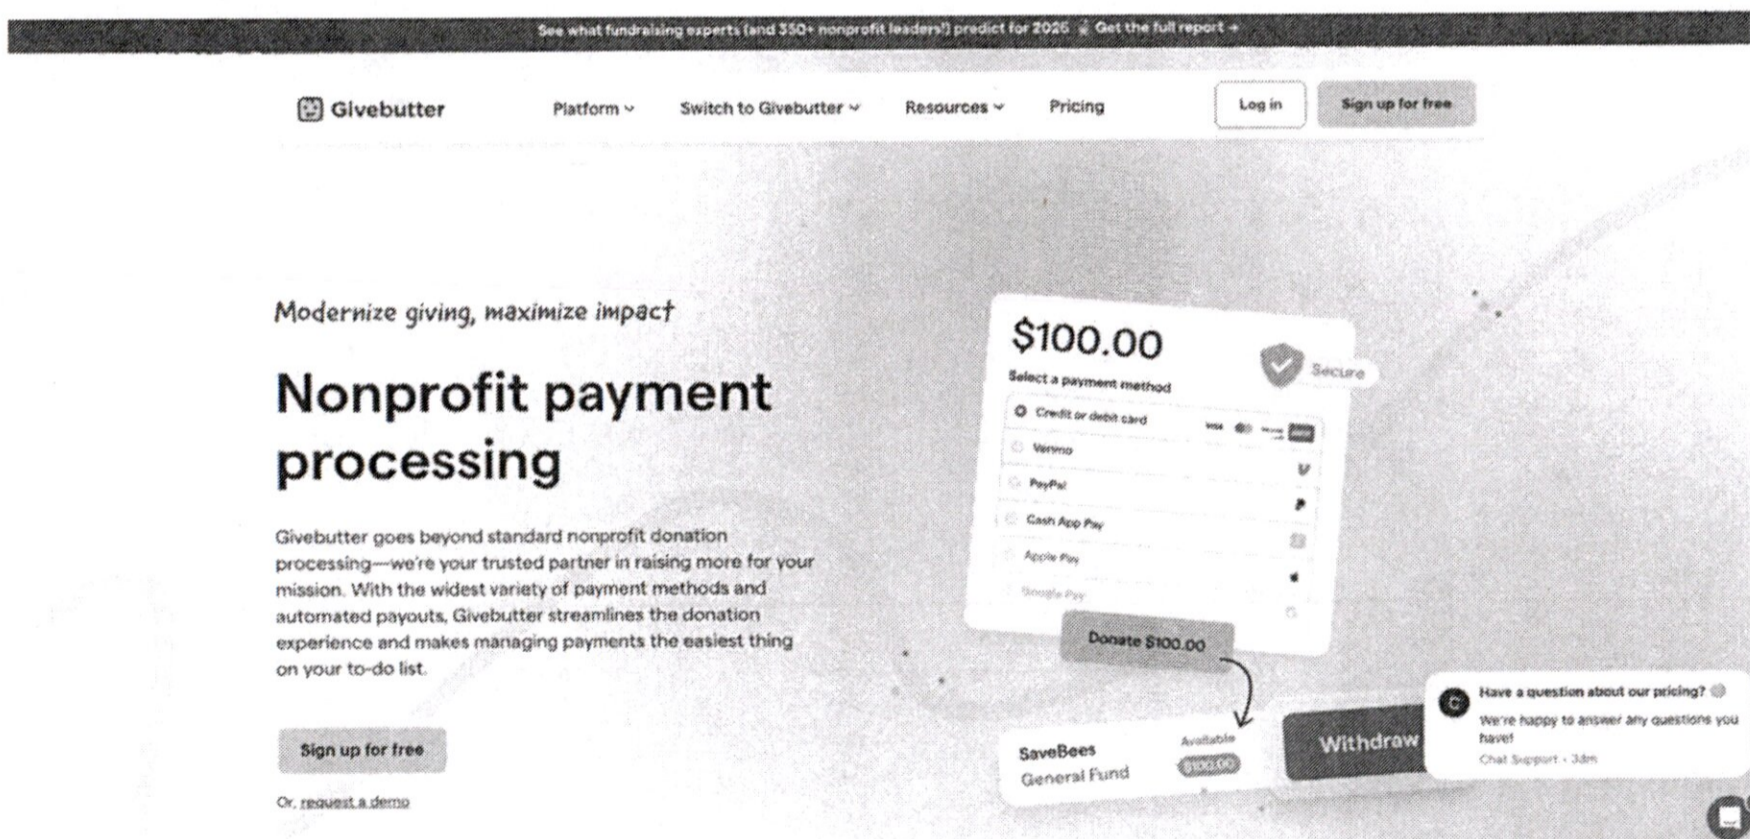 See what fundraising experts (and 350+ nonprofit leaders!) predict for 2026 Get the full report →
Givebutter
Platform
Switch to Givebutter
Resources
Pricing
Log in
Sign up for free
Modernize giving, maximize impact
Nonprofit payment
processing
Givebutter goes beyond standard nonprofit donation
processing—we're your trusted partner in raising more for your
mission. With the widest variety of payment methods and
automated payouts, Givebutter streamlines the donation
experience and makes managing payments the easiest thing
on your to-do list.
Sign up for free
Or, request a demo
$100.00
Secure
Select a payment method
Credit or debit card
VISA
Venmo
PayPal
Cash App Pay
Apple Pay
Google Pay
Donate $100.00
SaveBees
General Fund
Available
$100.00
Withdraw
Have a question about our pricing?
We're happy to answer any questions you
have!
Chat Support •